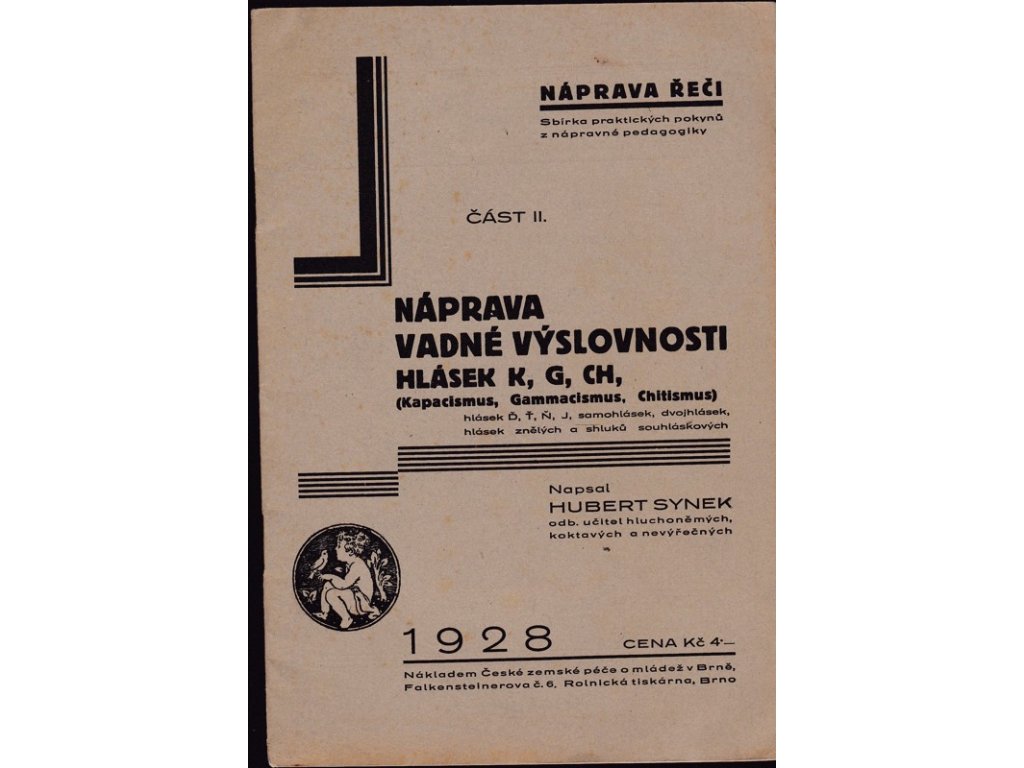 NÁPRAVA ŘEČI
Sbírka praktických pokynů
z nápravné pedagogiky
ČÁST II.
NÁPRAVA
VADNÉ VÝSLOVNOSTI
HLÁSEK K, G, CH,
(Kapacismus, Gammacismus, Chitismus)
hlásek Ď, Ť, Ň, J, samohlásek, dvojhlásek,
hlásek znělých a shluků souhláskových
Napsal
HUBERT SYNEK
odb. učitel hluchoněmých,
koktavých a nevýřečných
1928 CENA Kč 4·—
Nákladem České zemské péče o mládež v Brně,
Falkensteinerova č. 6, Rolnická tiskárna, Brno